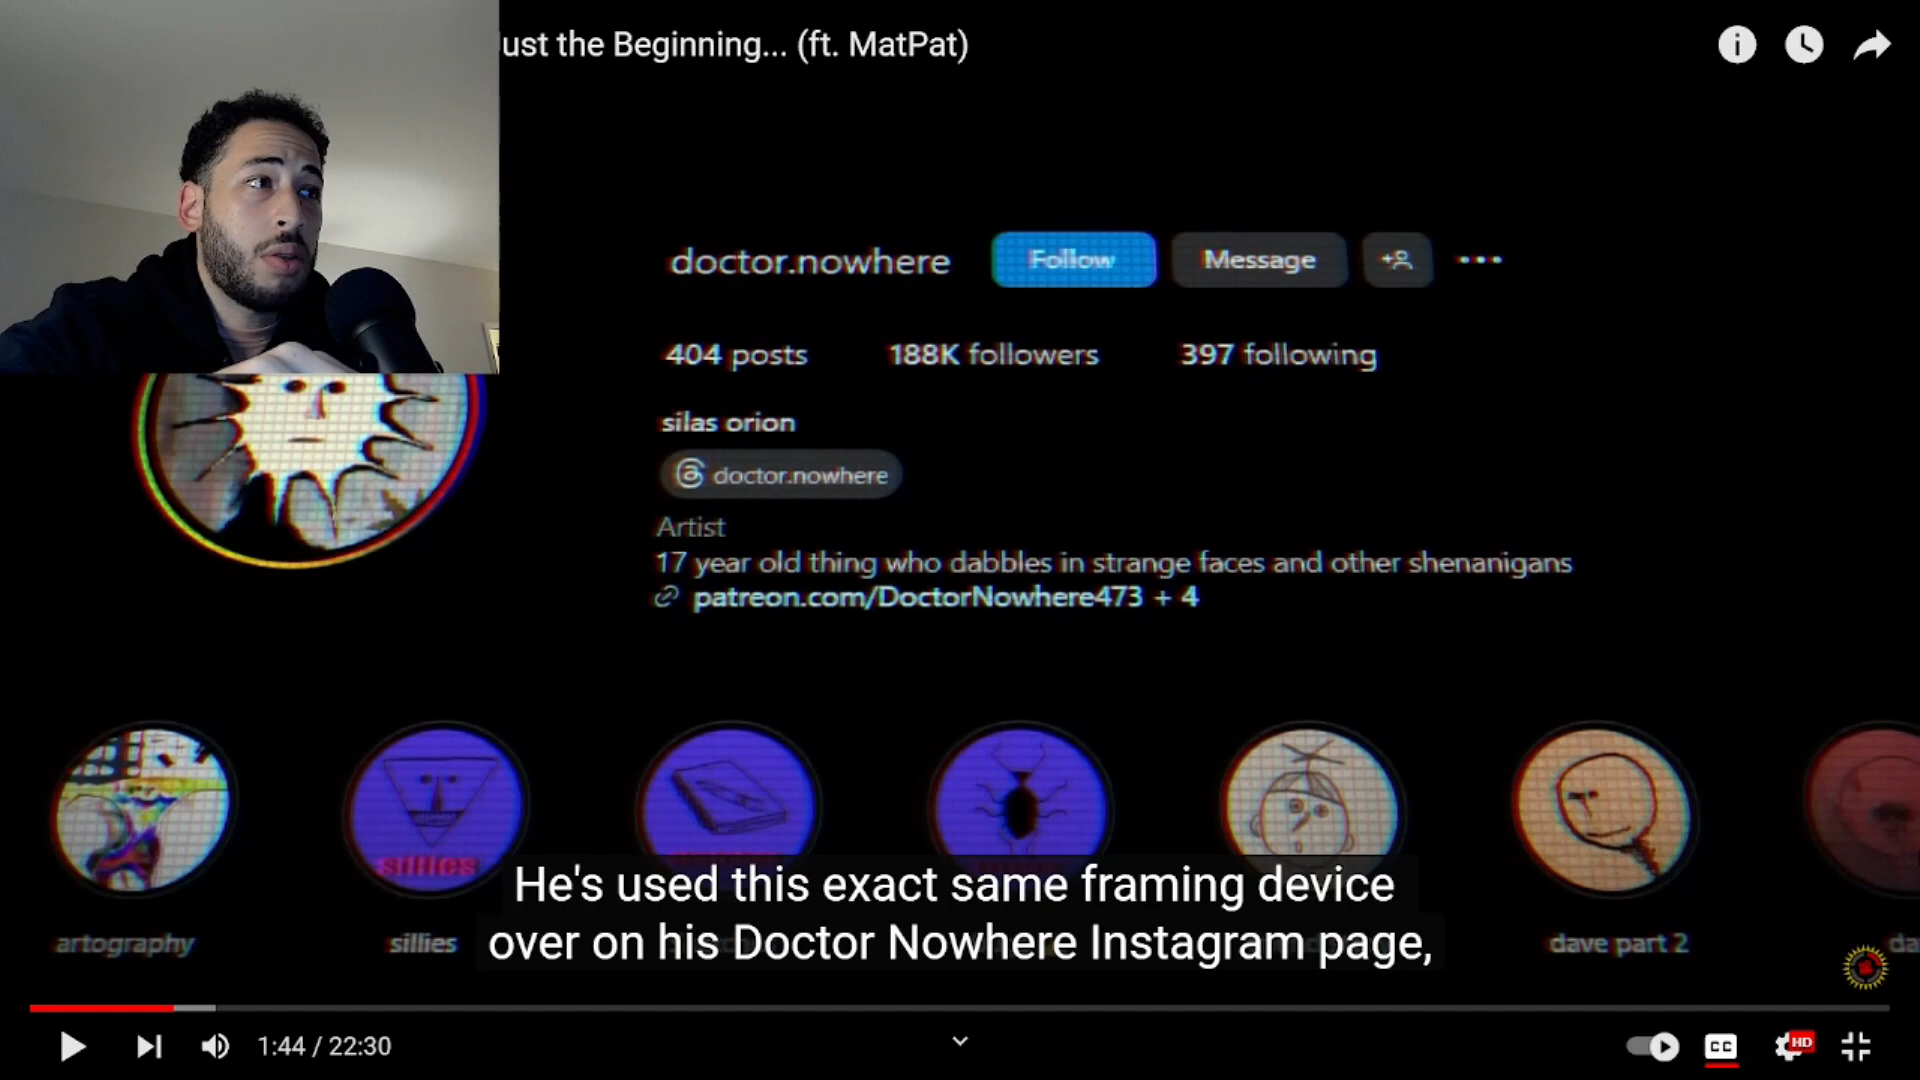 ust the Beginning... (ft. MatPat)
doctor.nowhere
Follow
Message
404 posts
188K followers
397 following
silas orion
doctor.nowhere
Artist
17 year old thing who dabbles in strange faces and other shenanigans
patreon.com/DoctorNowhere473 + 4
sillies
He's used this exact same framing device
over on his Doctor Nowhere Instagram page,
artography
sillies
dave part 2
da
1:44 / 22:30
CC
HD